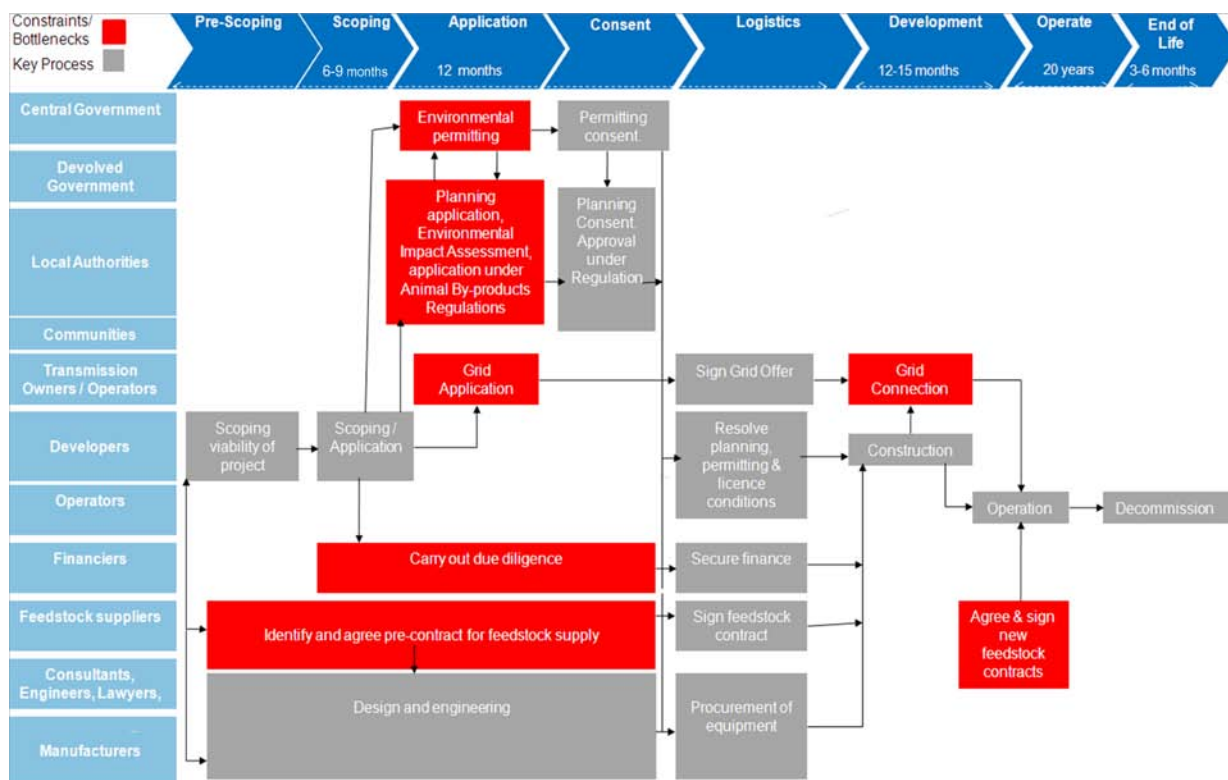 Constraints/
Bottlenecks
Key Process
Pre-Scoping
Scoping
6-9 months
Application
12 months
Consent
Logistics
Development
12-15 months
Operate
20 years
End of
Life
3-6 months
Central Government
Devolved
Government
Local Authorities
Communities
Transmission
Owners / Operators
Developers
Operators
Financiers
Feedstock suppliers
Consultants,
Engineers, Lawyers,
Manufacturers
Environmental
permitting
Permitting
consent.
Planning
application,
Environmental
Impact Assessment,
application under
Animal By-products
Regulations
Planning
Consent.
Approval
under
Regulation
Grid
Application
Sign Grid Offer
Grid
Connection
Scoping
viability of
project
Scoping /
Application
Resolve
planning,
permitting &
licence
conditions
Construction
Operation
Decommission
Carry out due diligence
Secure finance
Identify and agree pre-contract for feedstock supply
Sign feedstock
contract
Agree & sign
new
feedstock
contracts
Design and engineering
Procurement of
equipment